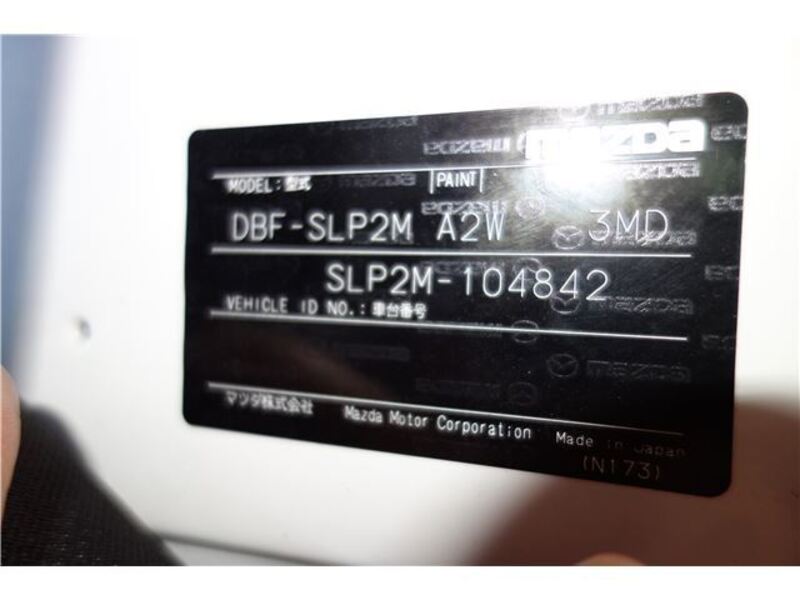 mazda
MODEL:型式 PAINT
DBF-SLP2M A2W 3MD
SLP2M-104842
VEHICLE ID NO.:車台番号
マツダ株式会社 Mazda Motor Corporation Made in Japan
(N173)